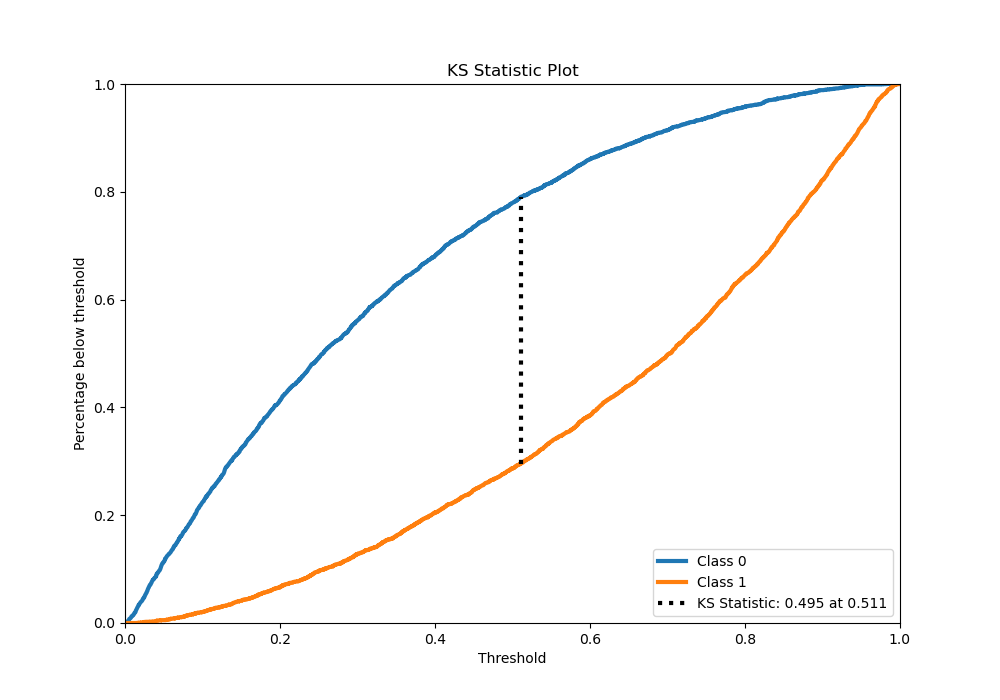 KS Statistic Plot
Percentage below threshold
1.0
0.8
0.6
0.4
0.2
0.0
0.0 0.2 0.4 0.6 0.8 1.0
Threshold
Class 0
Class 1
KS Statistic: 0.495 at 0.511